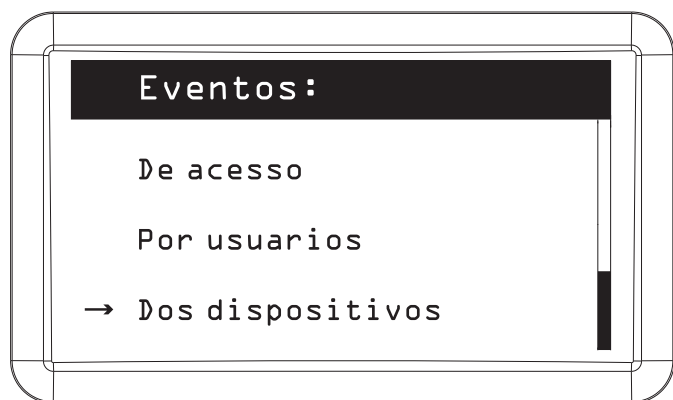 Eventos:
De acesso
Por usuarios
→ Dos dispositivos